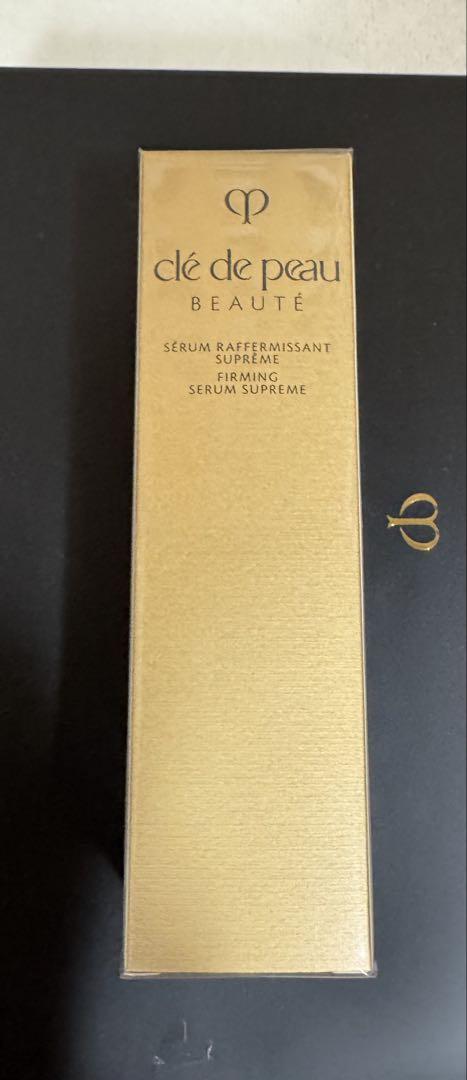 clé de peau
BEAUTÉ
SÉRUM RAFFERMISSANT
SUPRÊME
FIRMING
SERUM SUPREME